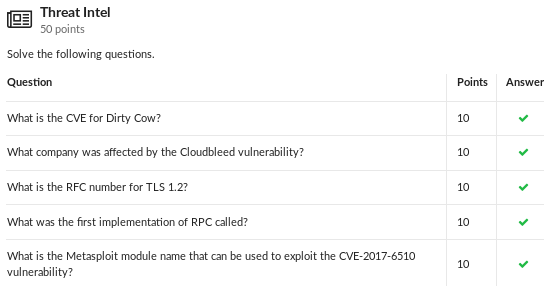 Threat Intel
50 points
Solve the following questions.
Question Points Answer
What is the CVE for Dirty Cow? 10
What company was affected by the Cloudbleed vulnerability? 10
What is the RFC number for TLS 1.2? 10
What was the first implementation of RPC called? 10
What is the Metasploit module name that can be used to exploit the CVE-2017-6510
vulnerability? 10